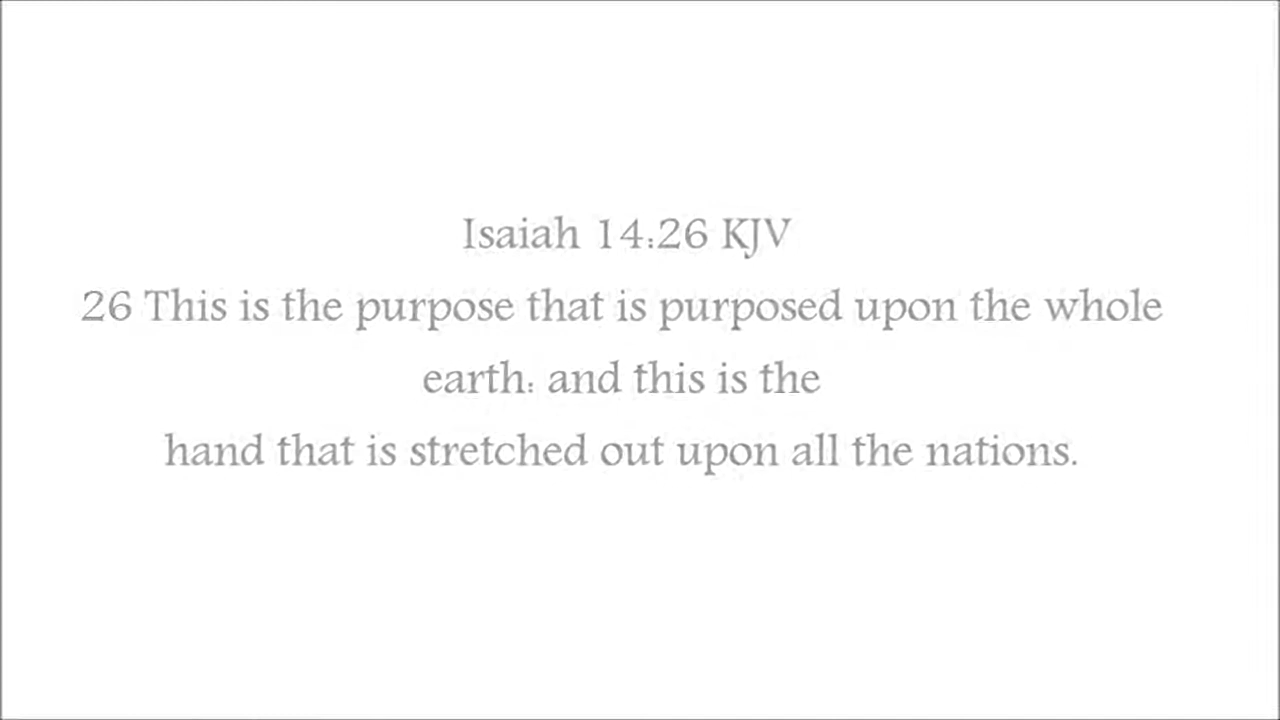 Isaiah 14:26 KJV
26 This is the purpose that is purposed upon the whole
earth: and this is the
hand that is stretched out upon all the nations.